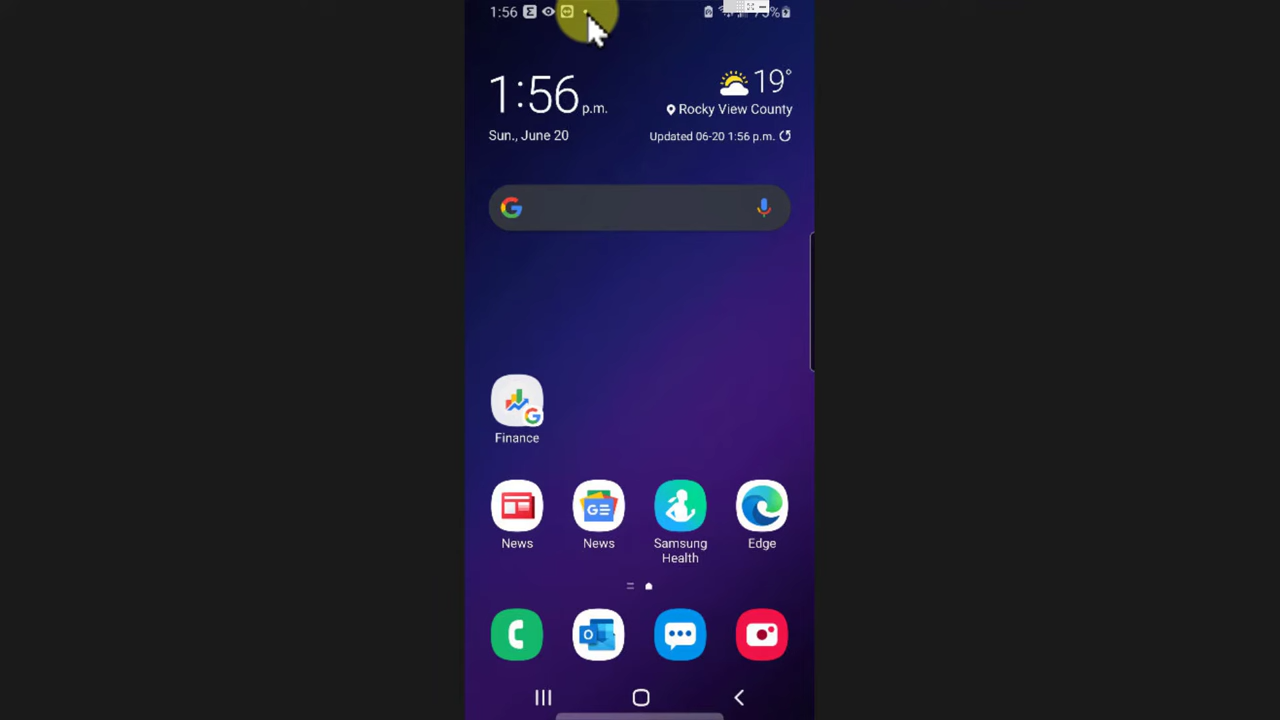 1:56
1:56 p.m.
19°
Rocky View County
Sun., June 20
Updated 06-20 1:56 p.m.
Finance
News
News
Samsung Health
Edge